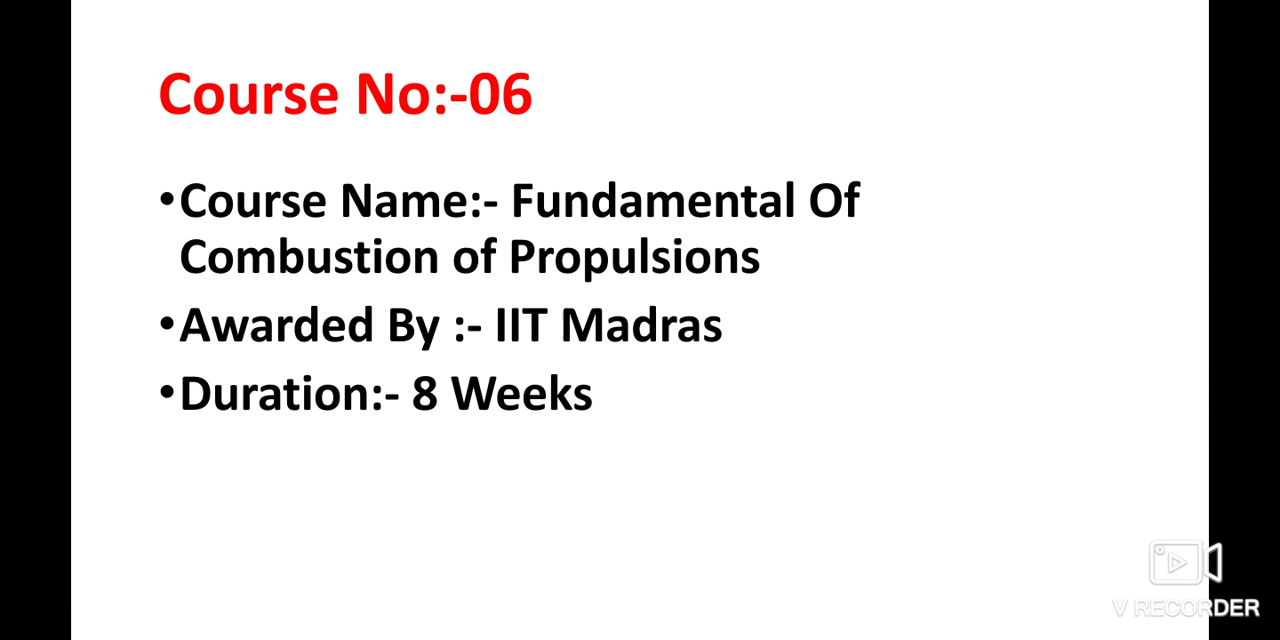 Course No:-06
•Course Name:- Fundamental Of
Combustion of Propulsions
•Awarded By :- IIT Madras
•Duration:- 8 Weeks
V RECORDER